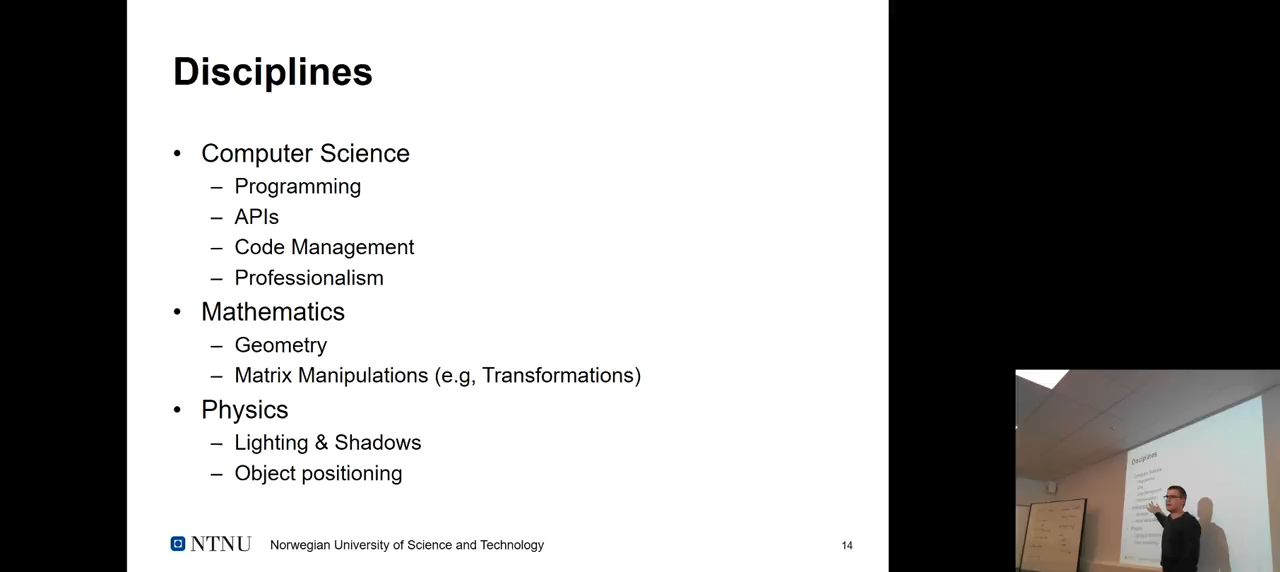 Disciplines
• Computer Science
– Programming
– APIs
– Code Management
– Professionalism
• Mathematics
– Geometry
– Matrix Manipulations (e.g, Transformations)
• Physics
– Lighting & Shadows
– Object positioning
NTNU Norwegian University of Science and Technology 14
Disciplines